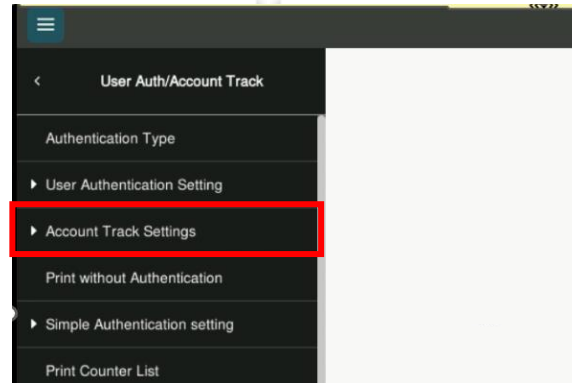 User Auth/Account Track
Authentication Type
User Authentication Setting
Account Track Settings
Print without Authentication
Simple Authentication setting
Print Counter List